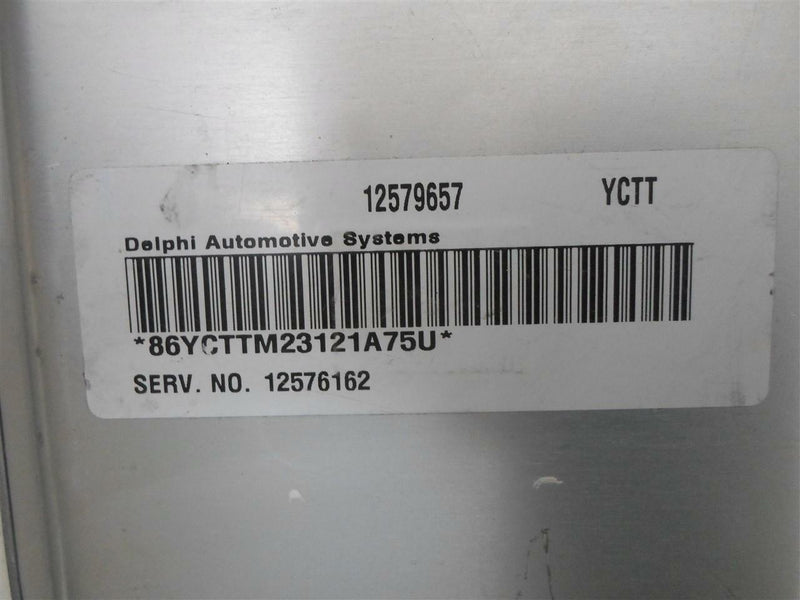 12579657 YCTT
Delphi Automotive Systems
*86YCTTM23121A75U*
SERV. NO. 12576162